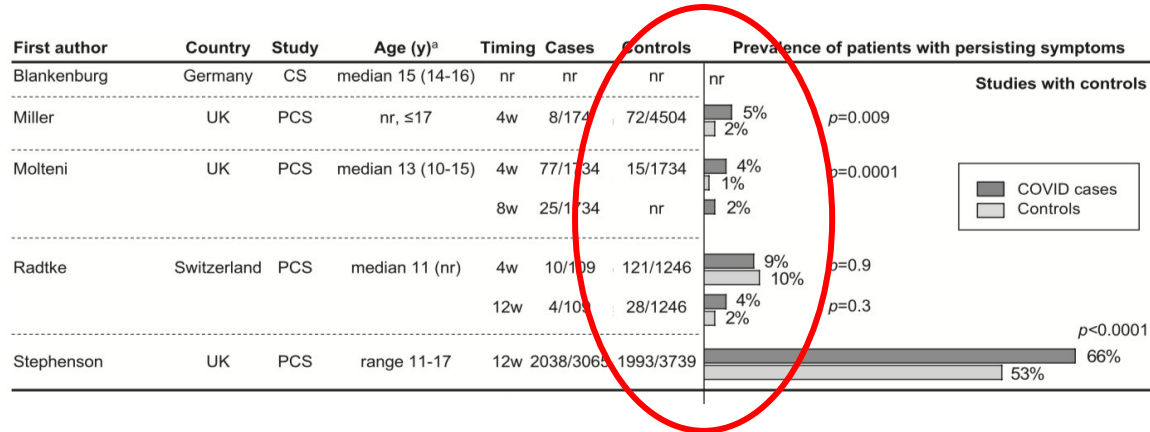 First author Country Study Age (y)ᵃ Timing Cases Controls Prevalence of patients with persisting symptoms
Blankenburg Germany CS median 15 (14-16) nr nr nr nr
Studies with controls
Miller UK PCS nr, ≤17 4w 8/174 72/4504 5% p=0.009
2%
Molteni UK PCS median 13 (10-15) 4w 77/1734 15/1734 4% p=0.0001
1%
COVID cases
8w 25/1734 nr 2%
Controls
Radtke Switzerland PCS median 11 (nr) 4w 10/109 121/1246 9% p=0.9
10%
12w 4/109 28/1246 4% p=0.3
2%
p<0.0001
Stephenson UK PCS range 11-17 12w 2038/3065 1993/3739 66%
53%